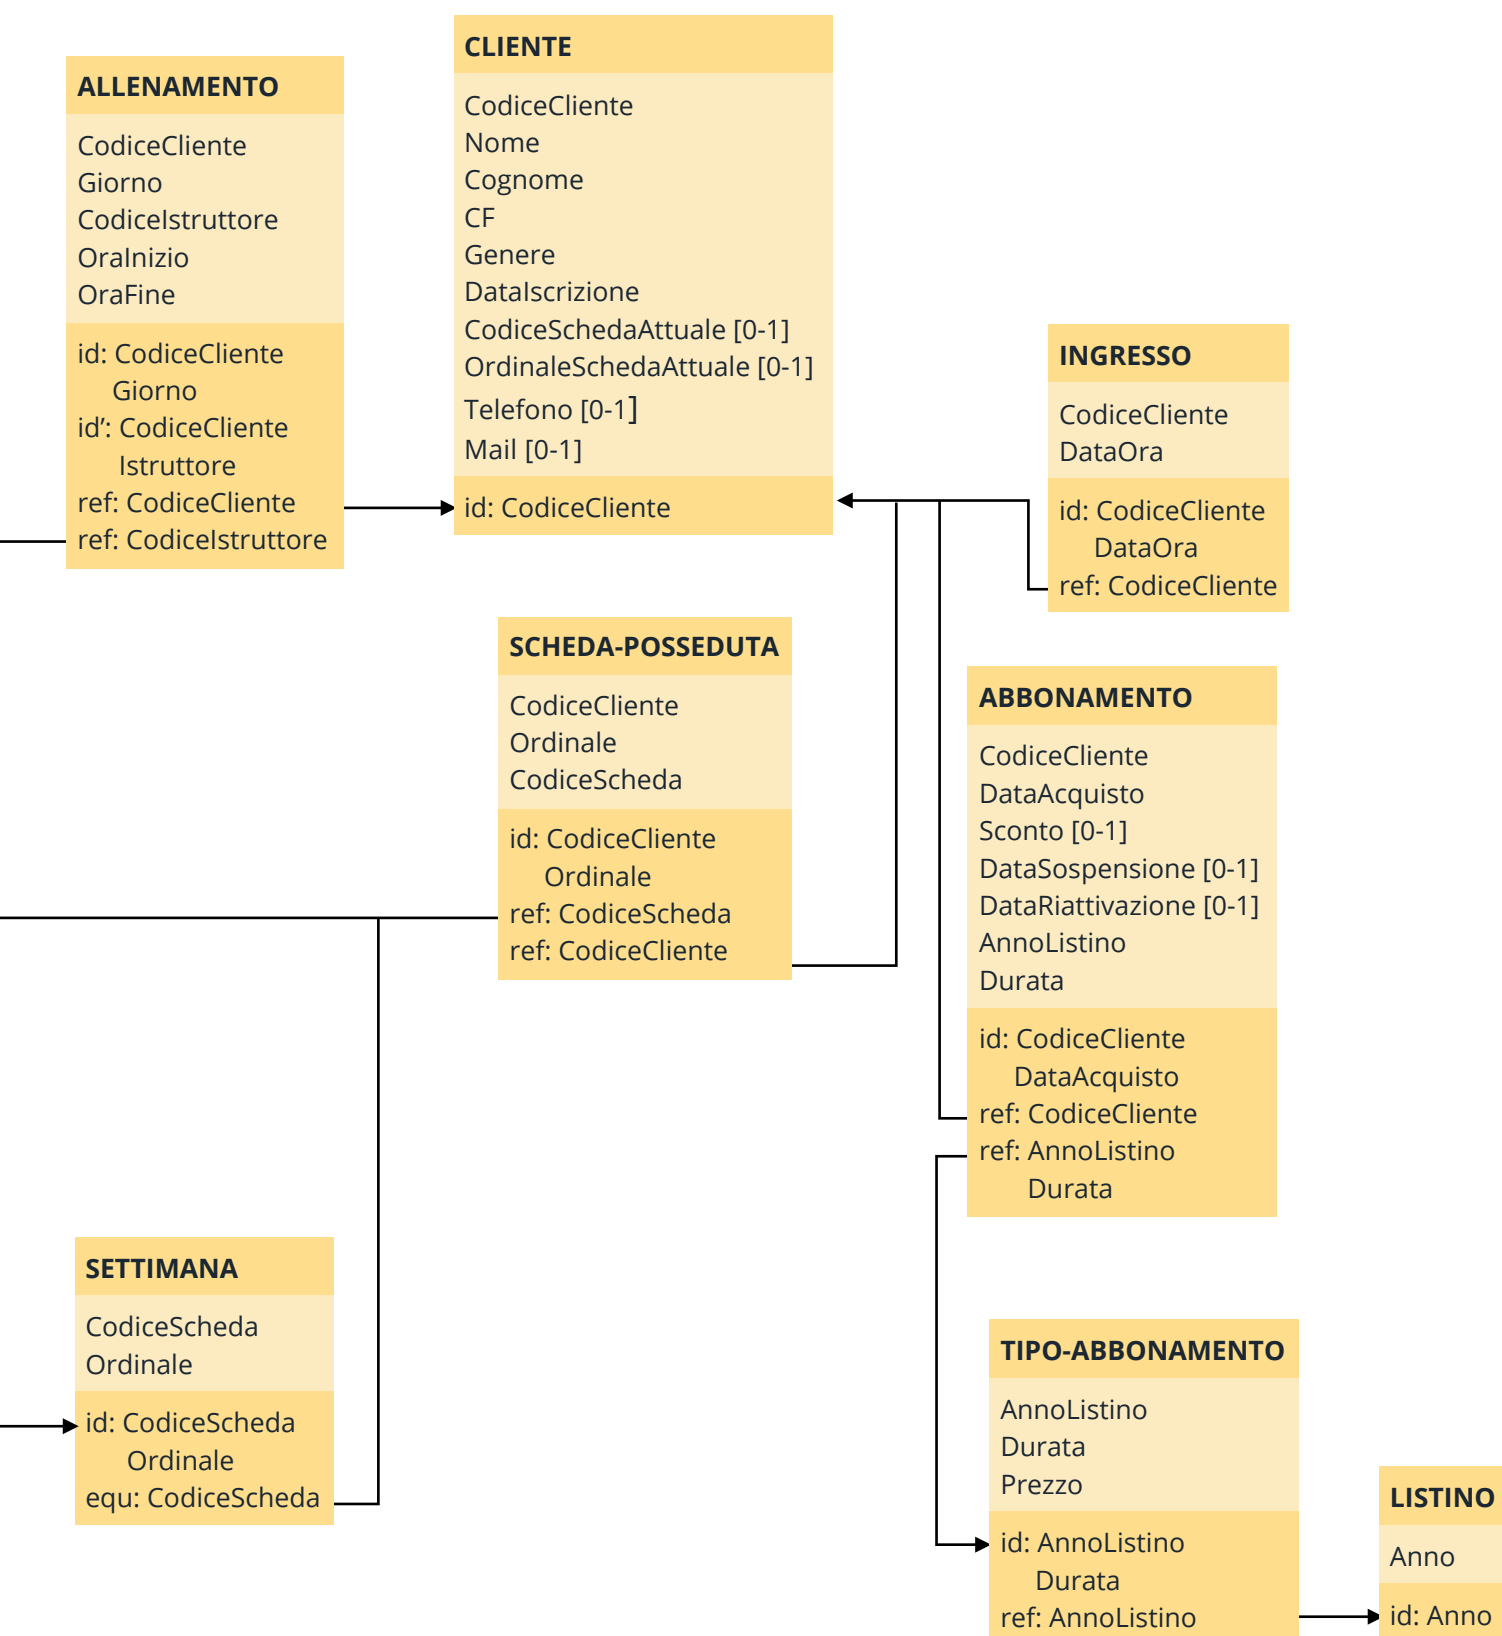 ALLENAMENTO
CodiceCliente
Giorno
CodiceIstruttore
OraInizio
OraFine
id: CodiceCliente
Giorno
id’: CodiceCliente
Istruttore
ref: CodiceCliente
ref: CodiceIstruttore
CLIENTE
CodiceCliente
Nome
Cognome
CF
Genere
DataIscrizione
CodiceSchedaAttuale [0-1]
OrdinaleSchedaAttuale [0-1]
Telefono [0-1]
Mail [0-1]
id: CodiceCliente
INGRESSO
CodiceCliente
DataOra
id: CodiceCliente
DataOra
ref: CodiceCliente
SCHEDA-POSSEDUTA
CodiceCliente
Ordinale
CodiceScheda
id: CodiceCliente
Ordinale
ref: CodiceScheda
ref: CodiceCliente
ABBONAMENTO
CodiceCliente
DataAcquisto
Sconto [0-1]
DataSospensione [0-1]
DataRiattivazione [0-1]
AnnoListino
Durata
id: CodiceCliente
DataAcquisto
ref: CodiceCliente
ref: AnnoListino
Durata
SETTIMANA
CodiceScheda
Ordinale
id: CodiceScheda
Ordinale
equ: CodiceScheda
TIPO-ABBONAMENTO
AnnoListino
Durata
Prezzo
id: AnnoListino
Durata
ref: AnnoListino
LISTINO
Anno
id: Anno